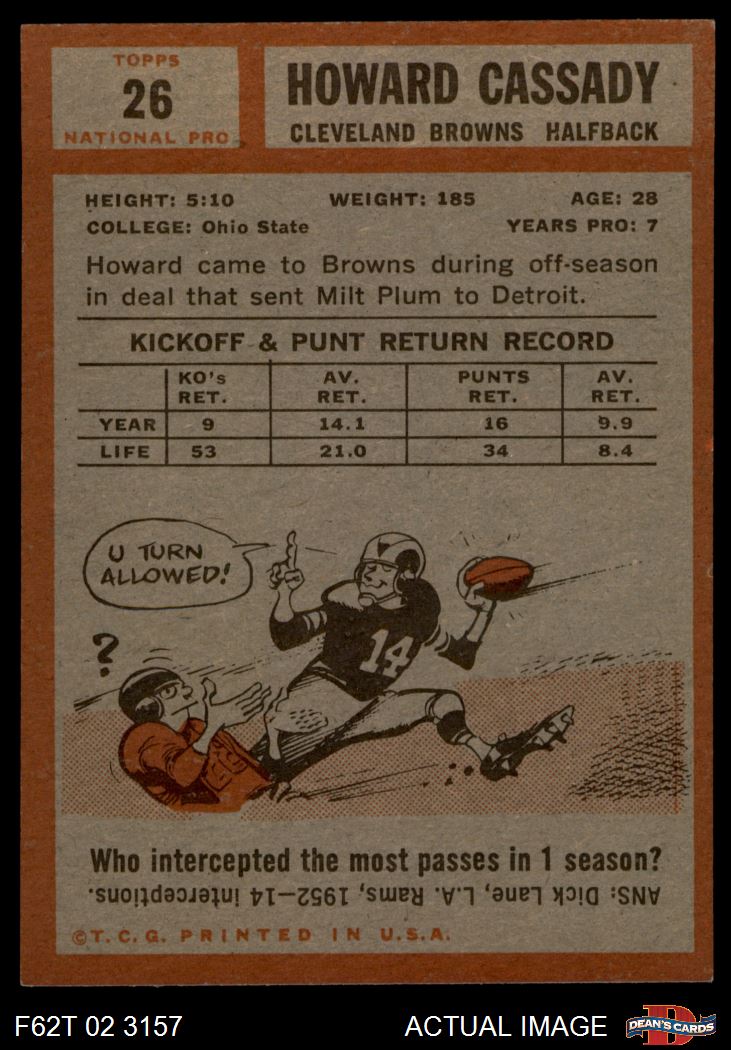 TOPPS
26
NATIONAL PRO
HOWARD CASSADY
CLEVELAND BROWNS HALFBACK
HEIGHT: 5:10 WEIGHT: 185 AGE: 28
COLLEGE: Ohio State YEARS PRO: 7
Howard came to Browns during off-season
in deal that sent Milt Plum to Detroit.
KICKOFF & PUNT RETURN RECORD
KO's AV. PUNTS AV.
RET. RET. RET. RET.
YEAR 9 14.1 16 9.9
LIFE 53 21.0 34 8.4
U TURN
ALLOWED!
?
14
Who intercepted the most passes in 1 season?
ANS: Dick Lane, L.A. Rams, 1952—14 interceptions.
©T.C.G. PRINTED IN U.S.A.
F62T 02 3157 ACTUAL IMAGE
D
DEAN'S CARDS